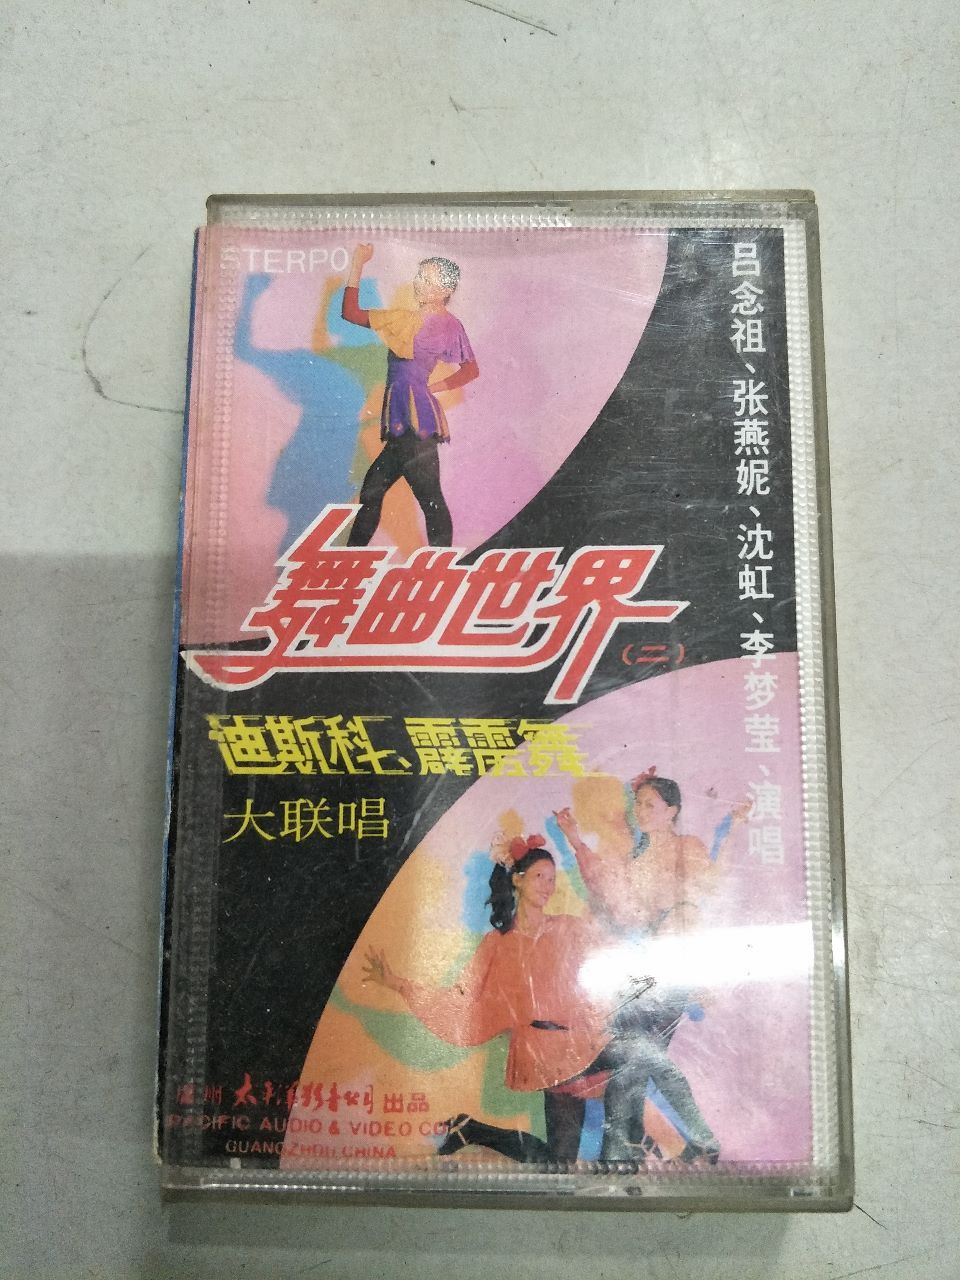 STERPO
吕念祖、张燕妮、沈虹、李梦莹、演唱
舞曲世界
(二)
迪斯科、霹雳舞
大联唱
广州太平洋影音公司出品
PACIFIC AUDIO & VIDEO CO
GUANGZHOU, CHINA